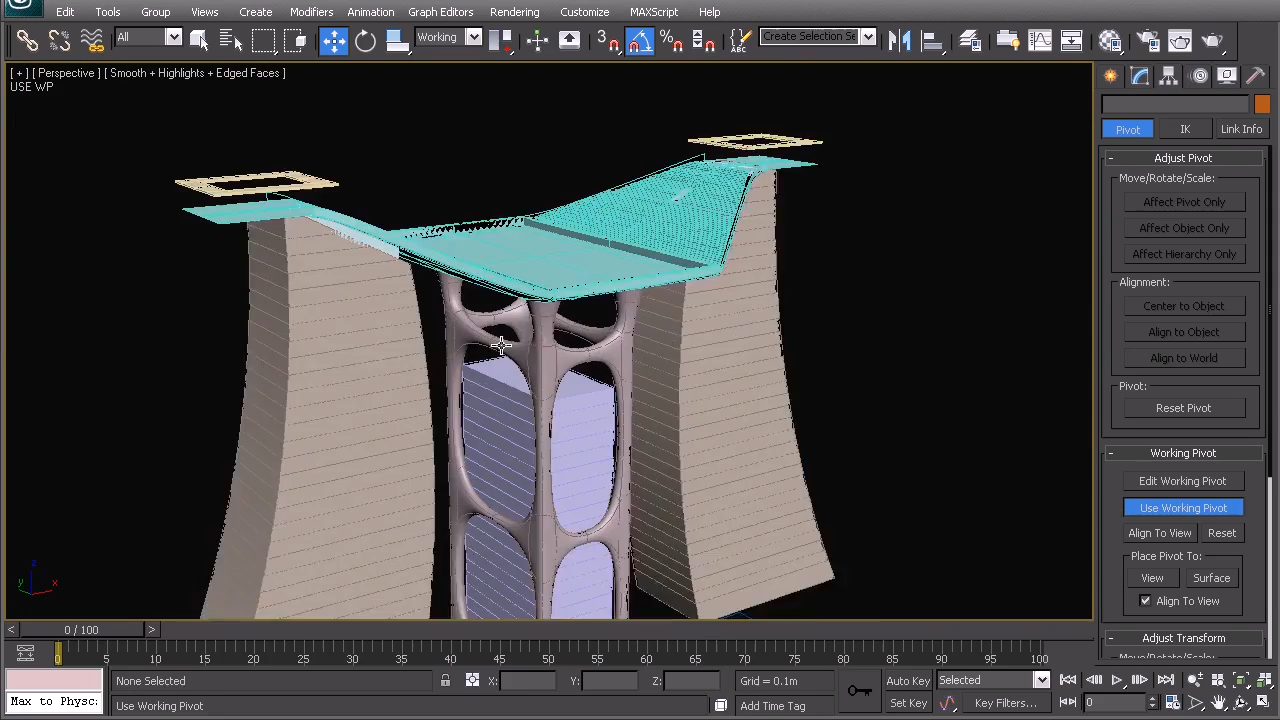 Edit Tools Group Views Create Modifiers Animation Graph Editors Rendering Customize MAXScript Help
All Working 3 % ABC Create Selection Se
[ + ] [ Perspective ] [ Smooth + Highlights + Edged Faces ]
USE WP
Pivot IK Link Info
- Adjust Pivot
Move/Rotate/Scale:
Affect Pivot Only
Affect Object Only
Affect Hierarchy Only
Alignment:
Center to Object
Align to Object
Align to World
Pivot:
Reset Pivot
- Working Pivot
Edit Working Pivot
Use Working Pivot
Align To View Reset
Place Pivot To:
View Surface
Align To View
- Adjust Transform
z
y x
< 0 / 100 >
0 5 10 15 20 25 30 35 40 45 50 55 60 65 70 75 80 85 90 95 100
None Selected X: Y: Z: Grid = 0.1m Auto Key Selected
Max to Physc: Use Working Pivot Add Time Tag Set Key Key Filters... 0